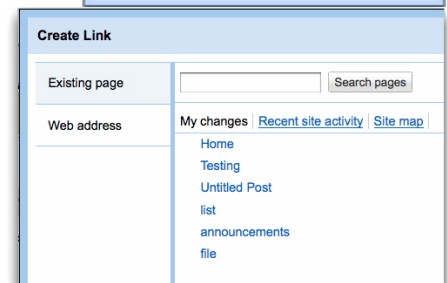 Create Link
Existing page
Search pages
Web address
My changes Recent site activity Site map
Home
Testing
Untitled Post
list
announcements
file